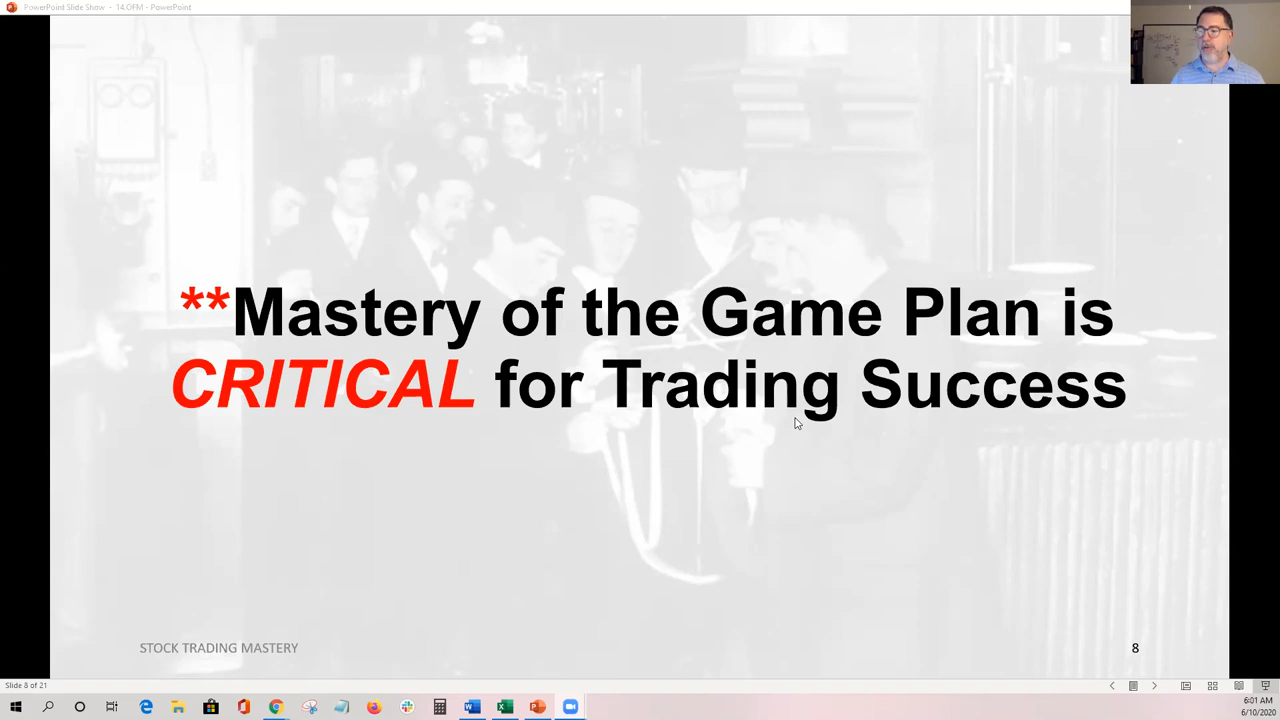 PowerPoint Slide Show - 14.OFM - PowerPoint
**Mastery of the Game Plan is
CRITICAL for Trading Success
STOCK TRADING MASTERY
8
Slide 8 of 21
6:01 AM
6/10/2020